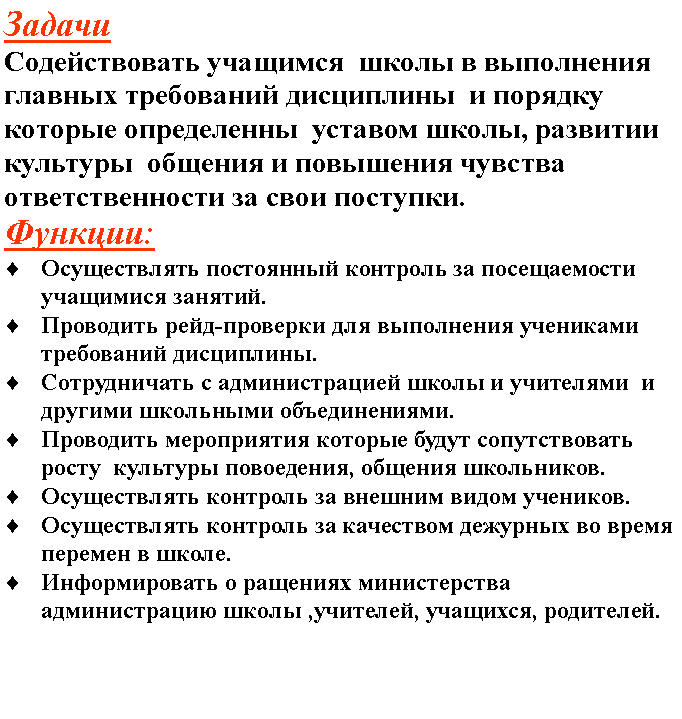 Задачи
Содействовать учащимся  школы в выполнения
главных требований дисциплины  и порядку
которые определенны  уставом школы, развитии
культуры  общения и повышения чувства
ответственности за свои поступки.
Функции:
♦ Осуществлять постоянный контроль за посещаемости
учащимися занятий.
♦ Проводить рейд-проверки для выполнения учениками
требований дисциплины.
♦ Сотрудничать с администрацией школы и учителями  и
другими школьными объединениями.
♦ Проводить мероприятия которые будут сопутствовать
росту  культуры повоедения, общения школьников.
♦ Осуществлять контроль за внешним видом учеников.
♦ Осуществлять контроль за качеством дежурных во время
перемен в школе.
♦ Информировать о ращениях министерства
администрацию школы ,учителей, учащихся, родителей.